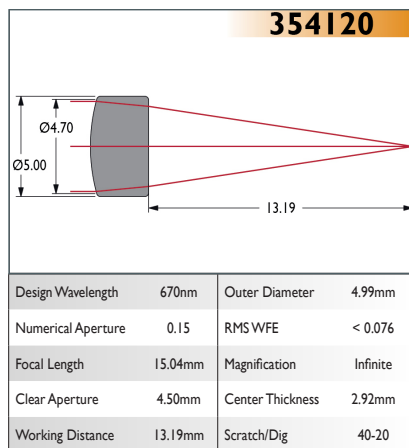 354120
Ø4.70
Ø5.00
13.19
Design Wavelength 670nm Outer Diameter 4.99mm
Numerical Aperture 0.15 RMS WFE < 0.076
Focal Length 15.04mm Magnification Infinite
Clear Aperture 4.50mm Center Thickness 2.92mm
Working Distance 13.19mm Scratch/Dig 40-20